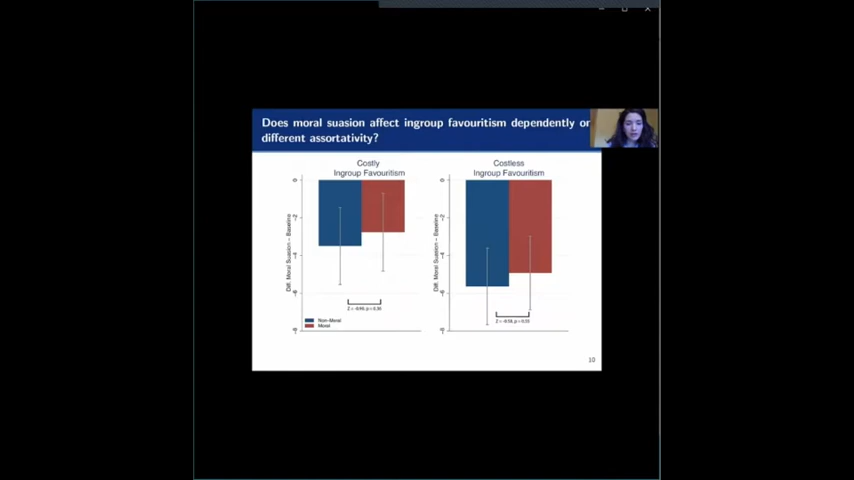 Does moral suasion affect ingroup favouritism dependently on
different assortativity?
Costly
Ingroup Favouritism
Costless
Ingroup Favouritism
Diff. Moral Suasion – Baseline
Diff. Moral Suasion – Baseline
Non-Moral
Moral
10